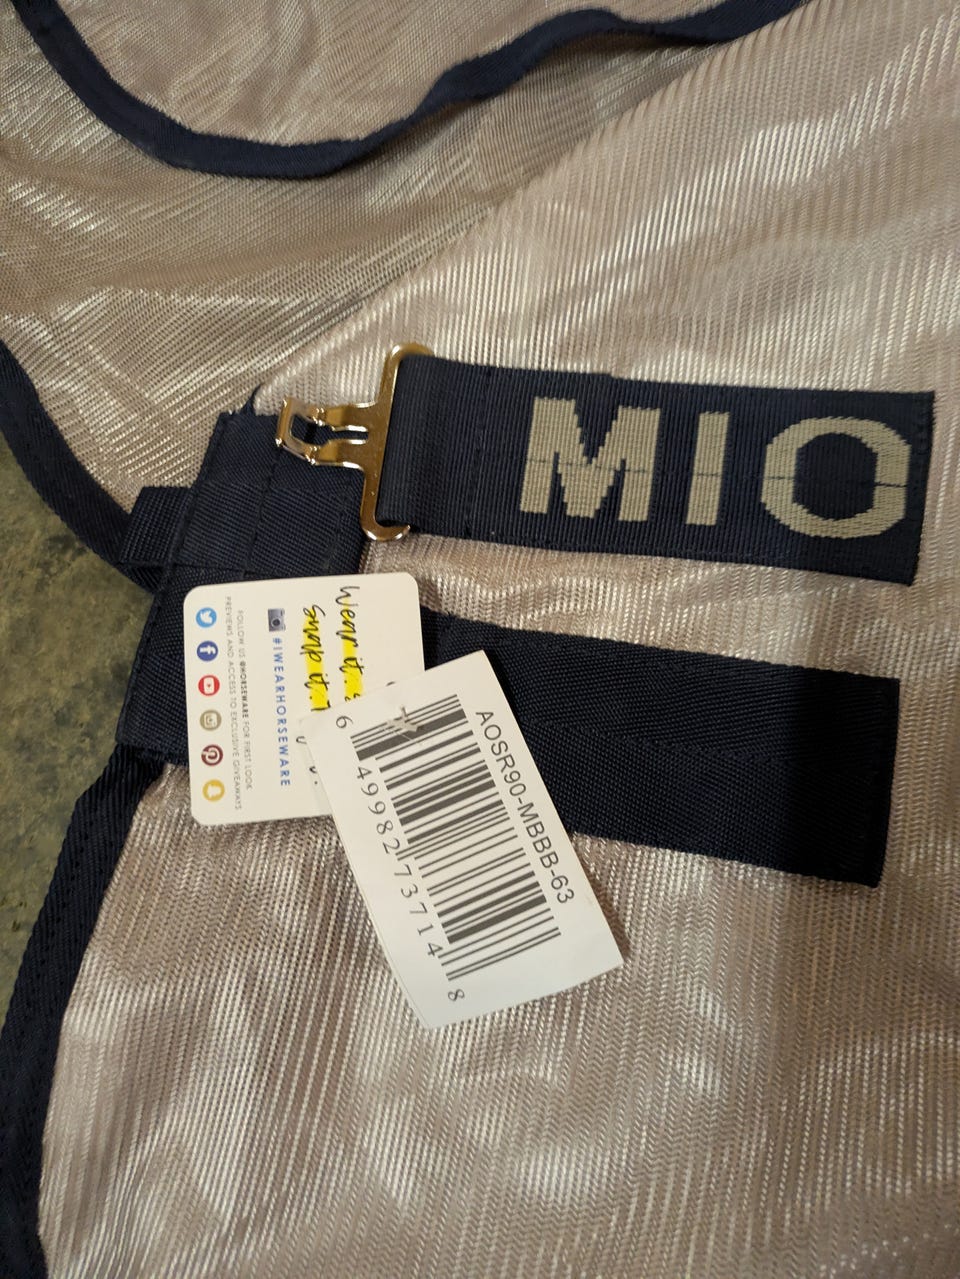 MIO
Wear it.
Snap it.
#IWEARHORSEWARE
FOLLOW US @HORSEWARE FOR FIRST LOOK
PREVIEWS AND ACCESS TO EXCLUSIVE GIVEAWAYS
AOSR90-MBBB-63
6 49982 73714 8